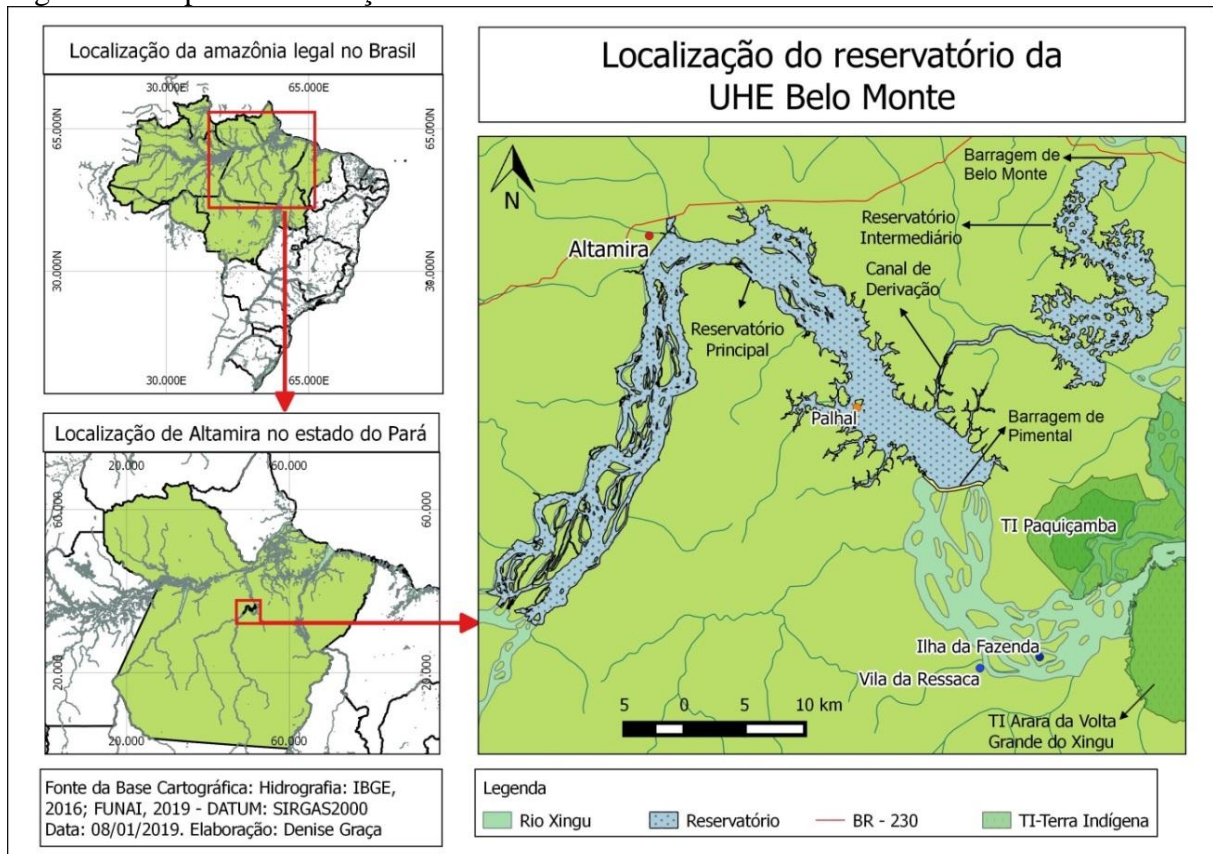 Localização da amazônia legal no Brasil
30.000E
65.000E
65.000N
65.000N
30.000N
30.000N
30.000E
65.000E
Localização de Altamira no estado do Pará
20.000
60.000
60.000
60.000
20.000
20.000
20.000
60.000
Fonte da Base Cartográfica: Hidrografia: IBGE,
2016; FUNAI, 2019 - DATUM: SIRGAS2000
Data: 08/01/2019. Elaboração: Denise Graça
Localização do reservatório da
UHE Belo Monte
N
Barragem de
Belo Monte
Reservatório
Intermediário
Altamira
Canal de
Derivação
Reservatório
Principal
Palhal
Barragem de
Pimental
TI Paquiçamba
Ilha da Fazenda
Vila da Ressaca
5 0 5 10 km
TI Arara da Volta
Grande do Xingu
Legenda
Rio Xingu
Reservatório
BR - 230
TI-Terra Indígena